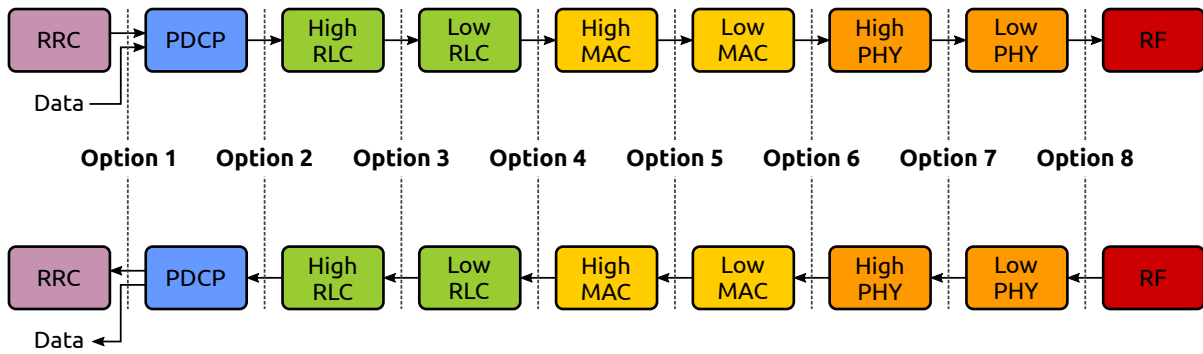 RRC
PDCP
High
RLC
Low
RLC
High
MAC
Low
MAC
High
PHY
Low
PHY
RF
Data
Option 1
Option 2
Option 3
Option 4
Option 5
Option 6
Option 7
Option 8
RRC
PDCP
High
RLC
Low
RLC
High
MAC
Low
MAC
High
PHY
Low
PHY
RF
Data